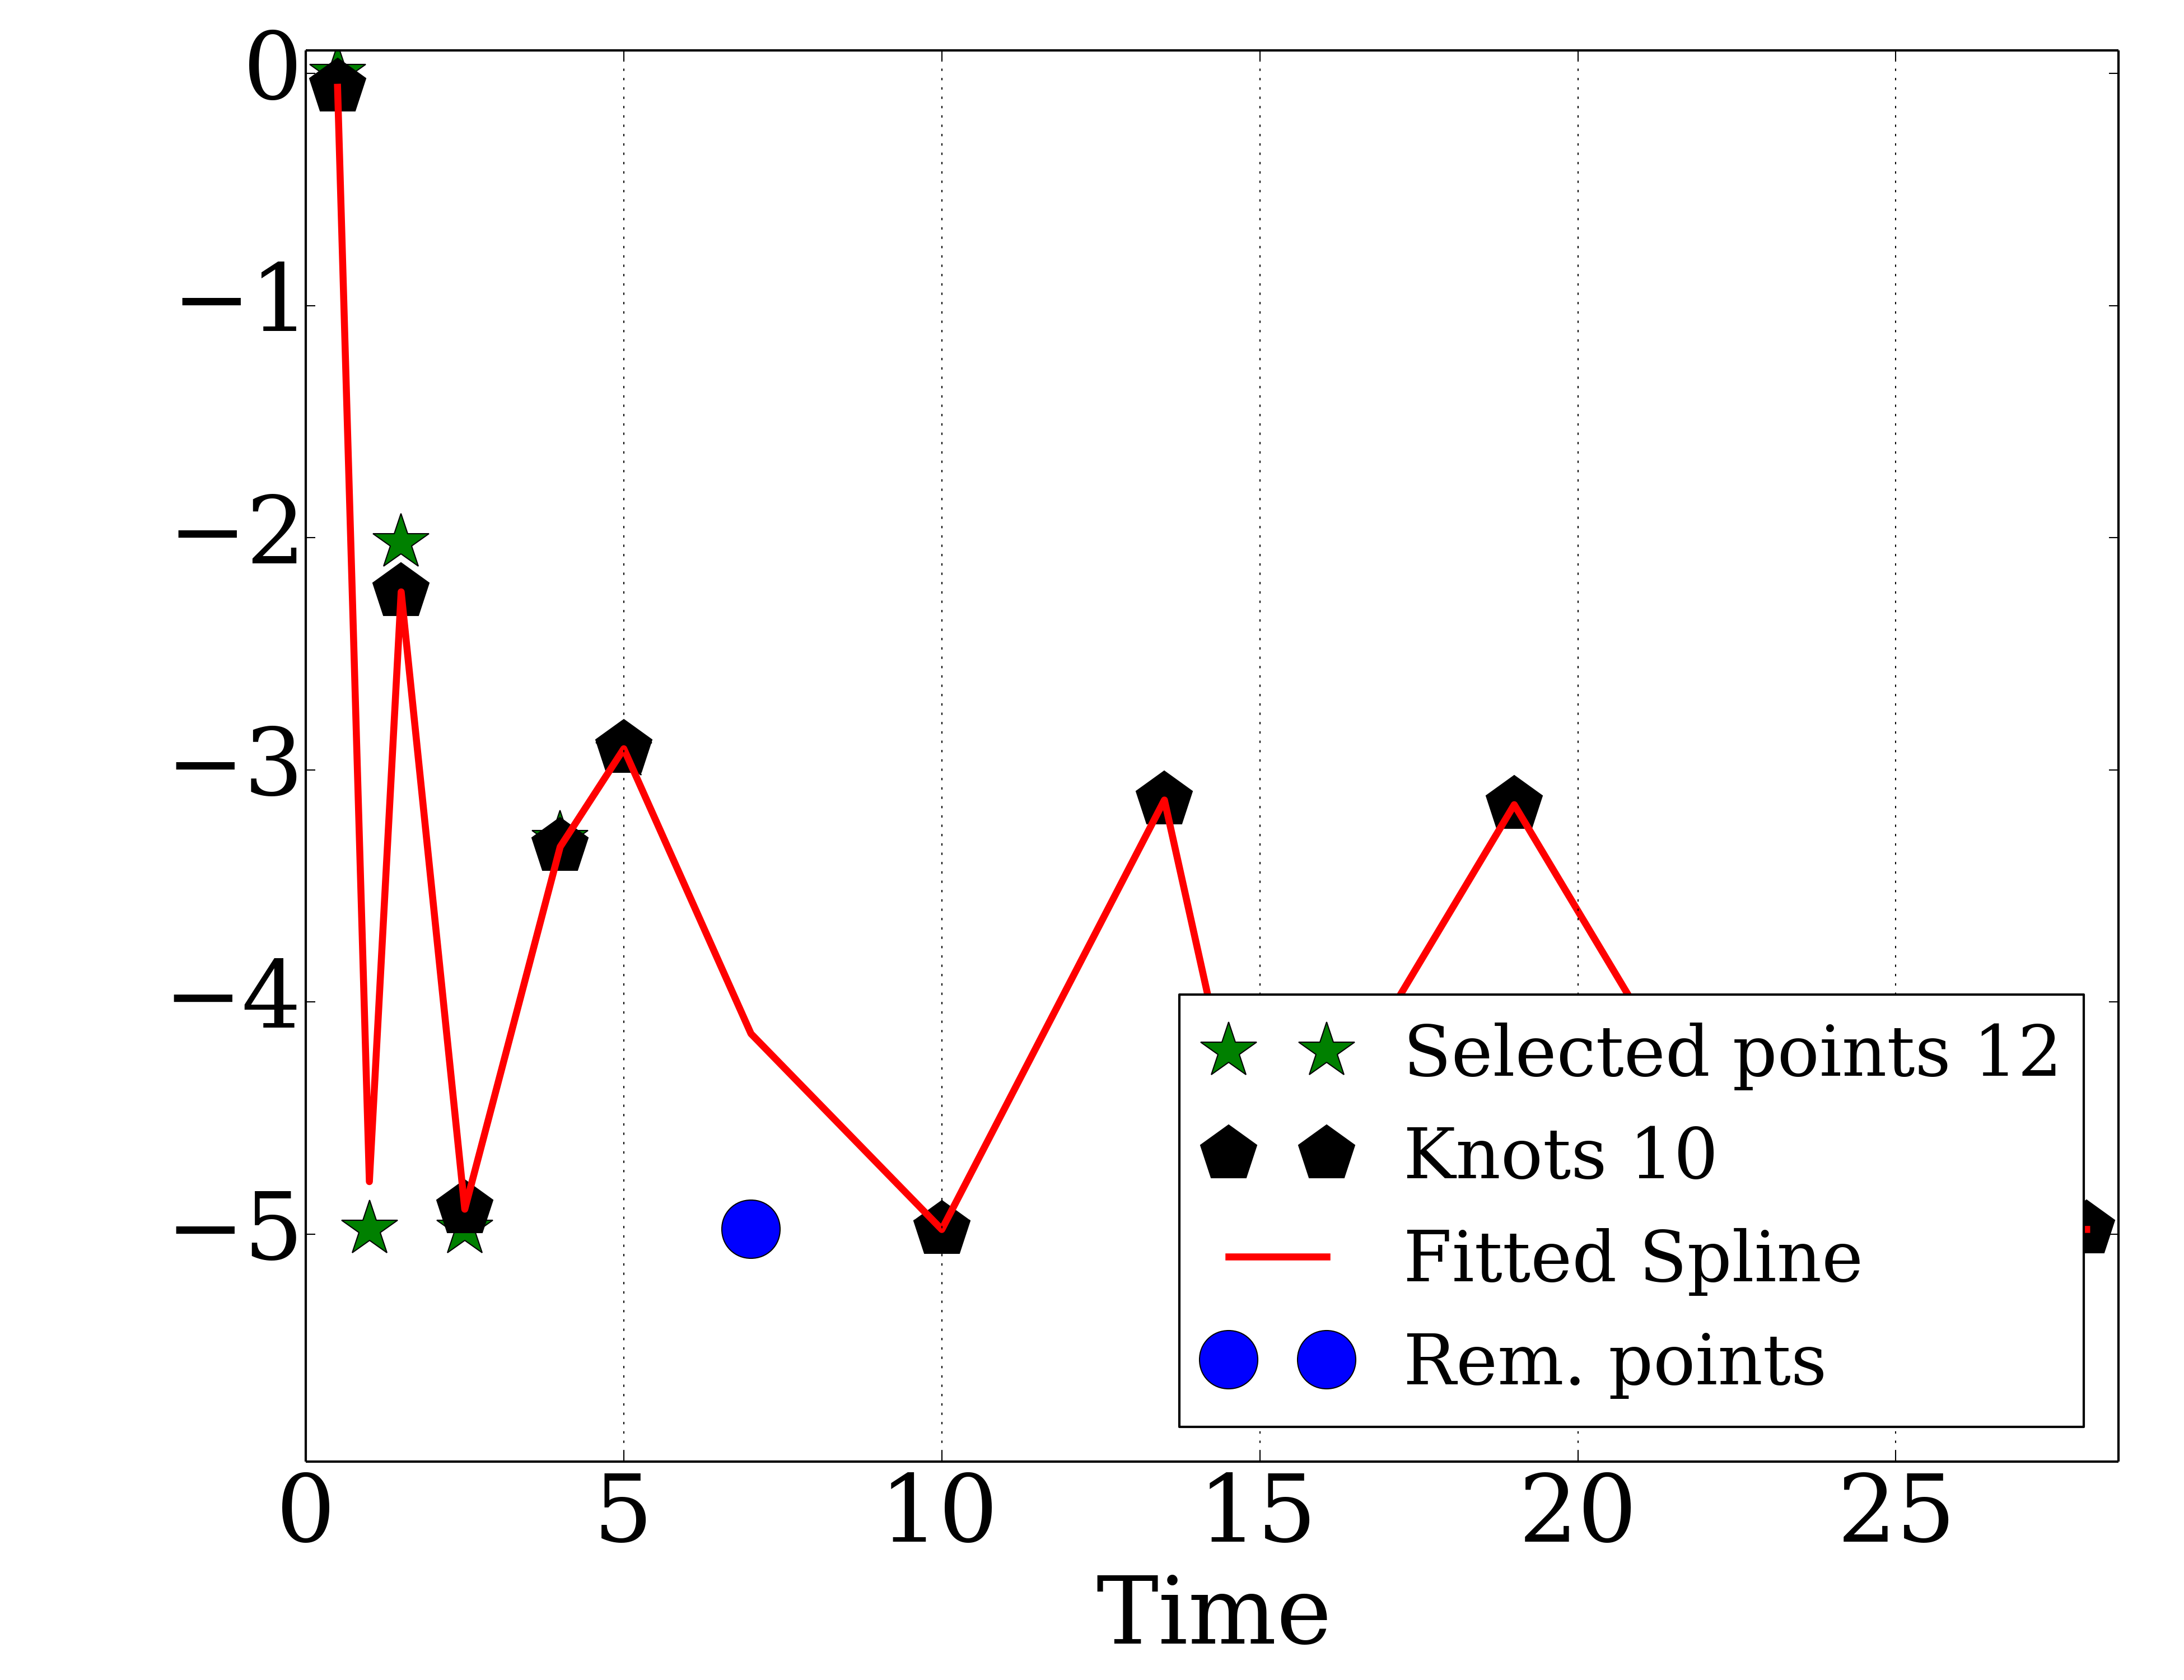 0
−1
−2
−3
−4
−5
Selected points 12
Knots 10
Fitted Spline
Rem. points
0 5 10 15 20 25
Time